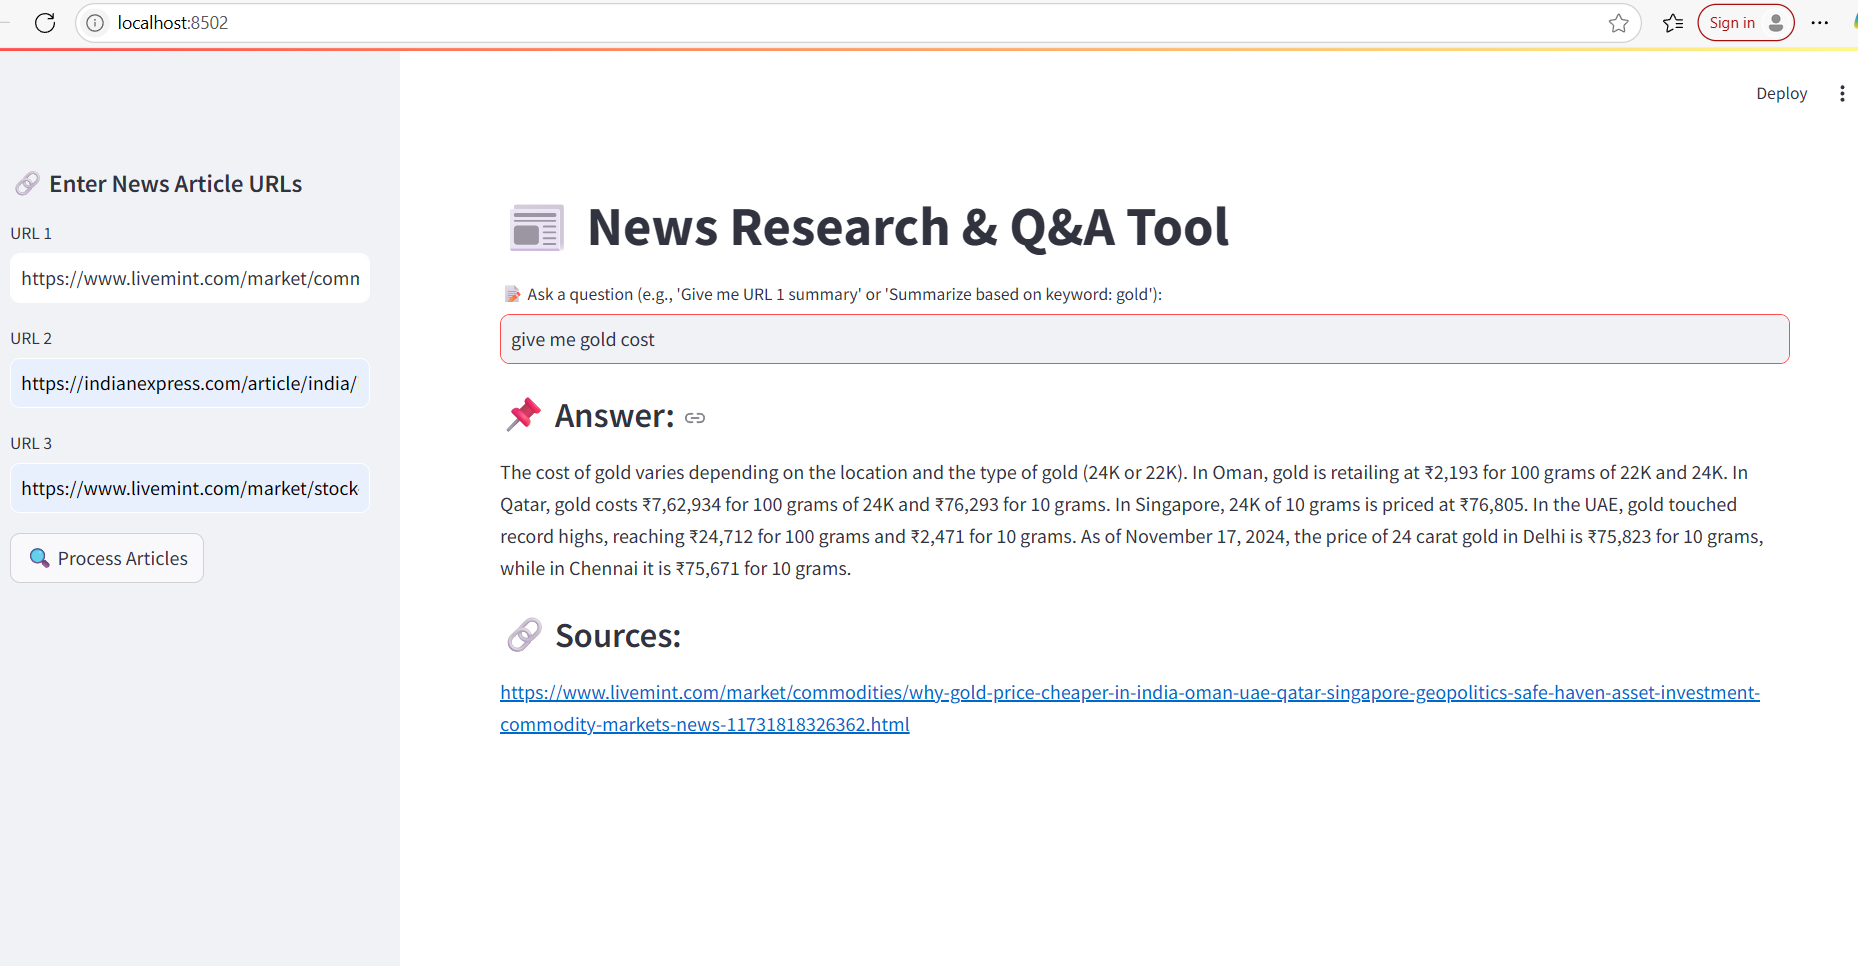 localhost:8502
Sign in
Deploy
Enter News Article URLs
URL 1
https://www.livemint.com/market/comn
URL 2
https://indianexpress.com/article/india/
URL 3
https://www.livemint.com/market/stock
Process Articles
News Research & Q&A Tool
Ask a question (e.g., 'Give me URL 1 summary' or 'Summarize based on keyword: gold'):
give me gold cost
Answer:
The cost of gold varies depending on the location and the type of gold (24K or 22K). In Oman, gold is retailing at ₹2,193 for 100 grams of 22K and 24K. In
Qatar, gold costs ₹7,62,934 for 100 grams of 24K and ₹76,293 for 10 grams. In Singapore, 24K of 10 grams is priced at ₹76,805. In the UAE, gold touched
record highs, reaching ₹24,712 for 100 grams and ₹2,471 for 10 grams. As of November 17, 2024, the price of 24 carat gold in Delhi is ₹75,823 for 10 grams,
while in Chennai it is ₹75,671 for 10 grams.
Sources:
https://www.livemint.com/market/commodities/why-gold-price-cheaper-in-india-oman-uae-qatar-singapore-geopolitics-safe-haven-asset-investment-
commodity-markets-news-11731818326362.html